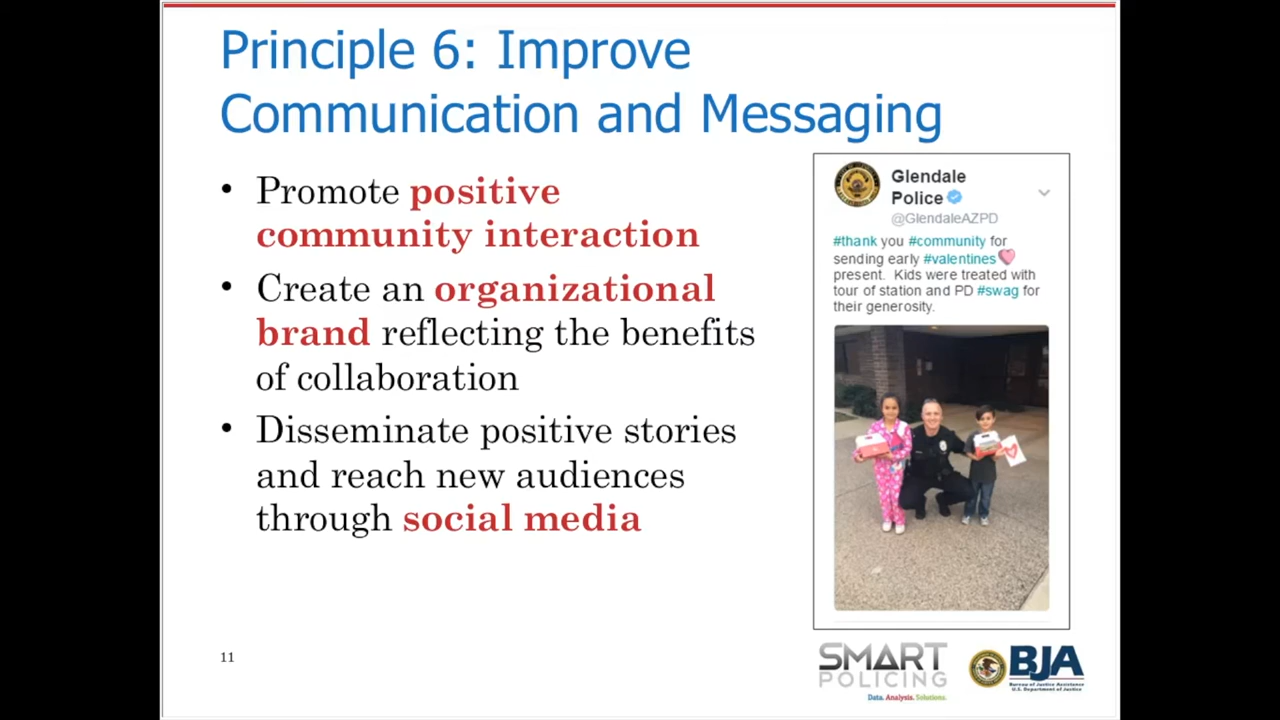 Principle 6: Improve
Communication and Messaging
• Promote positive
community interaction
• Create an organizational
brand reflecting the benefits
of collaboration
• Disseminate positive stories
and reach new audiences
through social media
Glendale
Police
@GlendaleAZPD
#thank you #community for
sending early #valentines
present. Kids were treated with
tour of station and PD #swag for
their generosity.
11
SMART
POLICING
Data. Analysis. Solutions.
BJA
Bureau of Justice Assistance
U.S. Department of Justice